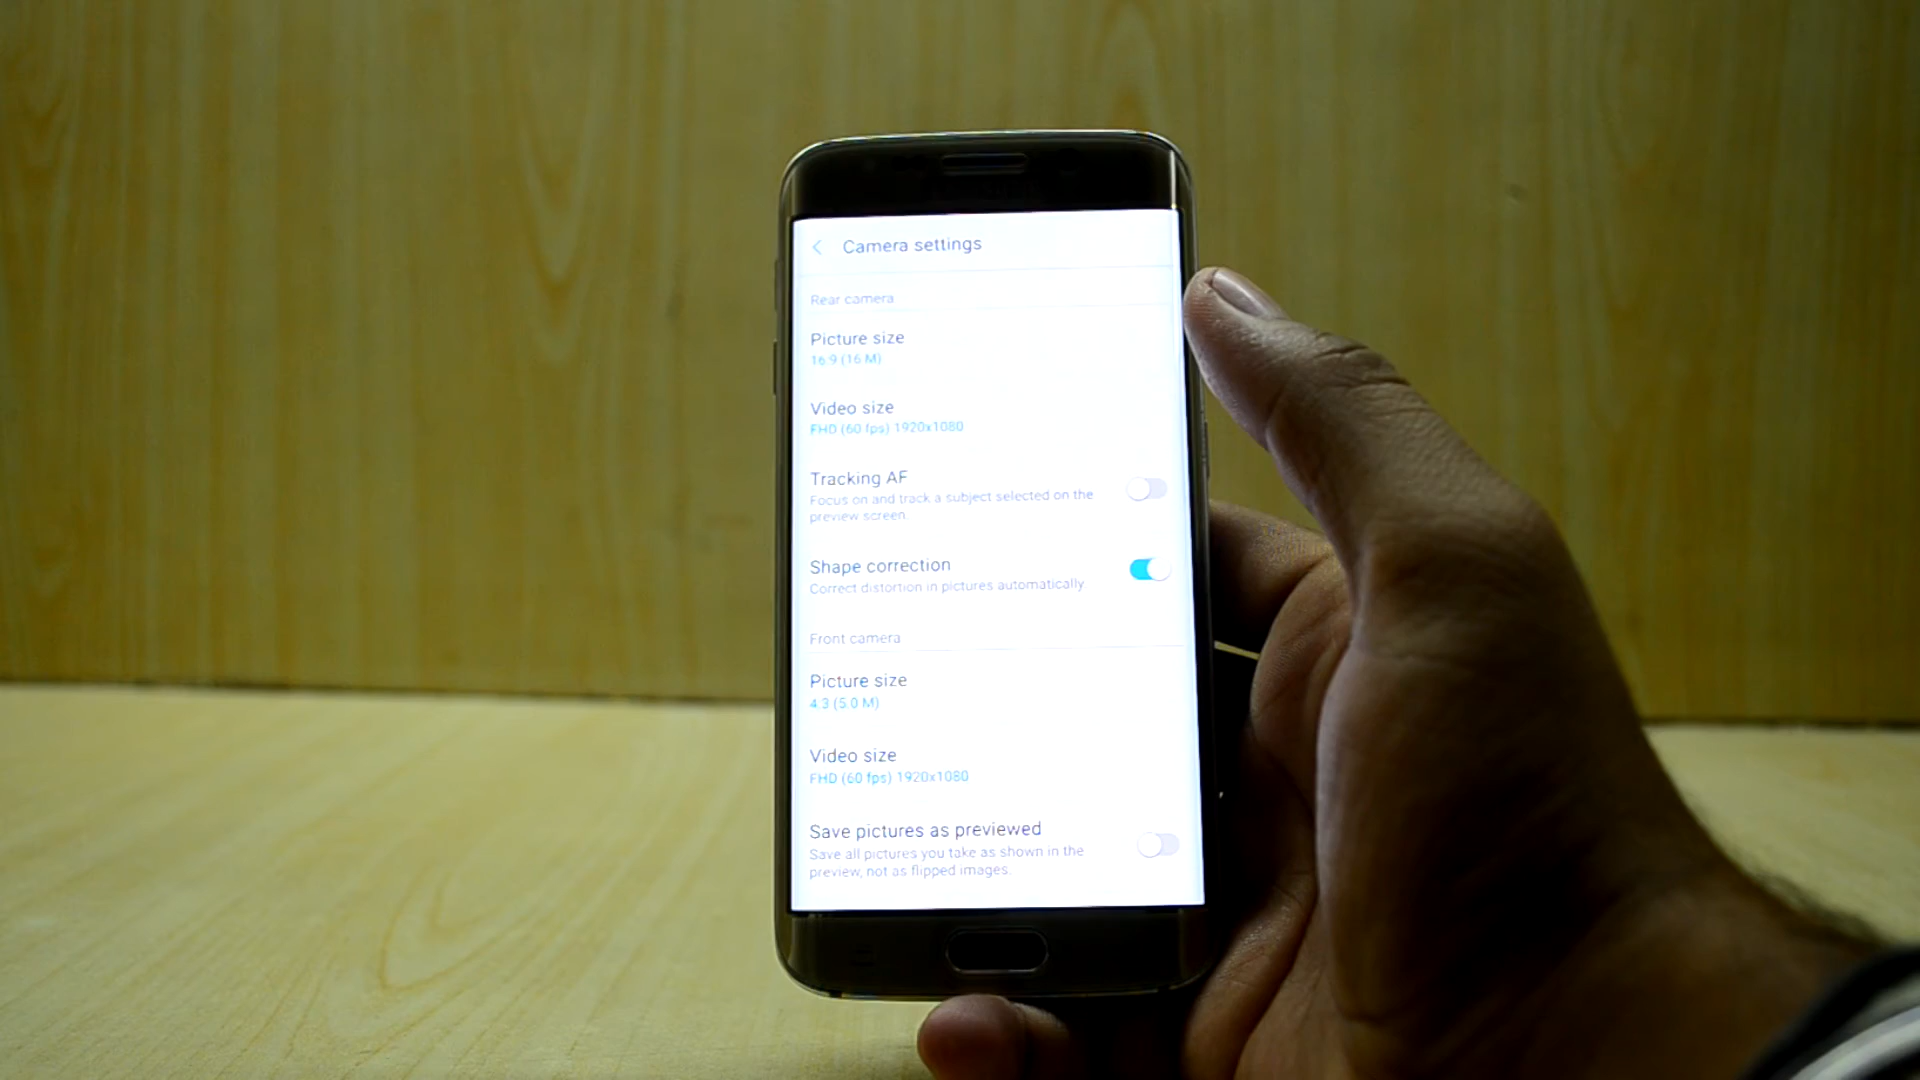 Camera settings
Rear camera
Picture size
16:9 (16 M)
Video size
FHD (60 fps) 1920x1080
Tracking AF
Focus on and track a subject selected on the
preview screen.
Shape correction
Correct distortion in pictures automatically
Front camera
Picture size
4:3 (5.0 M)
Video size
FHD (60 fps) 1920x1080
Save pictures as previewed
Save all pictures you take as shown in the
preview, not as flipped images.